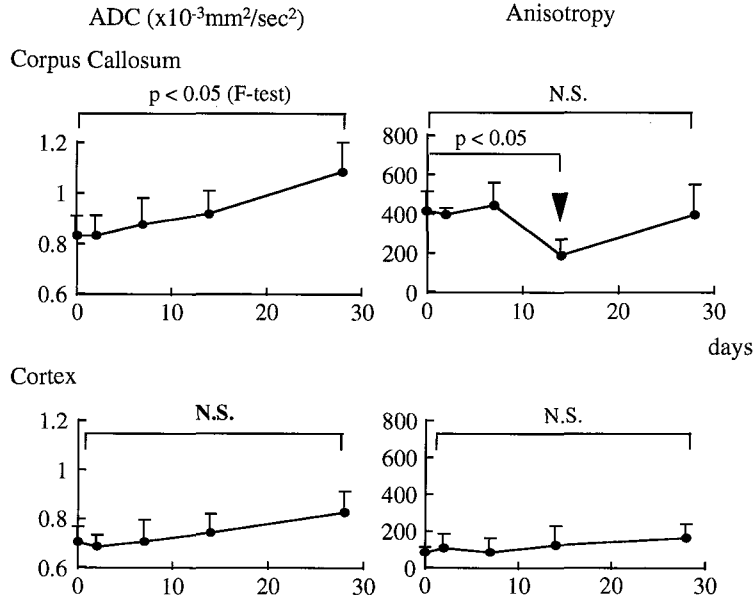 ADC (x10⁻³mm²/sec²) Anisotropy
Corpus Callosum
p < 0.05 (F-test) N.S.
1.2 800
p < 0.05
1 600
400
0.8 200
0.6 0
0 10 20 30 0 10 20 30
days
Cortex
N.S. N.S.
1.2 800
1 600
400
0.8 200
0.6 0
0 10 20 30 0 10 20 30